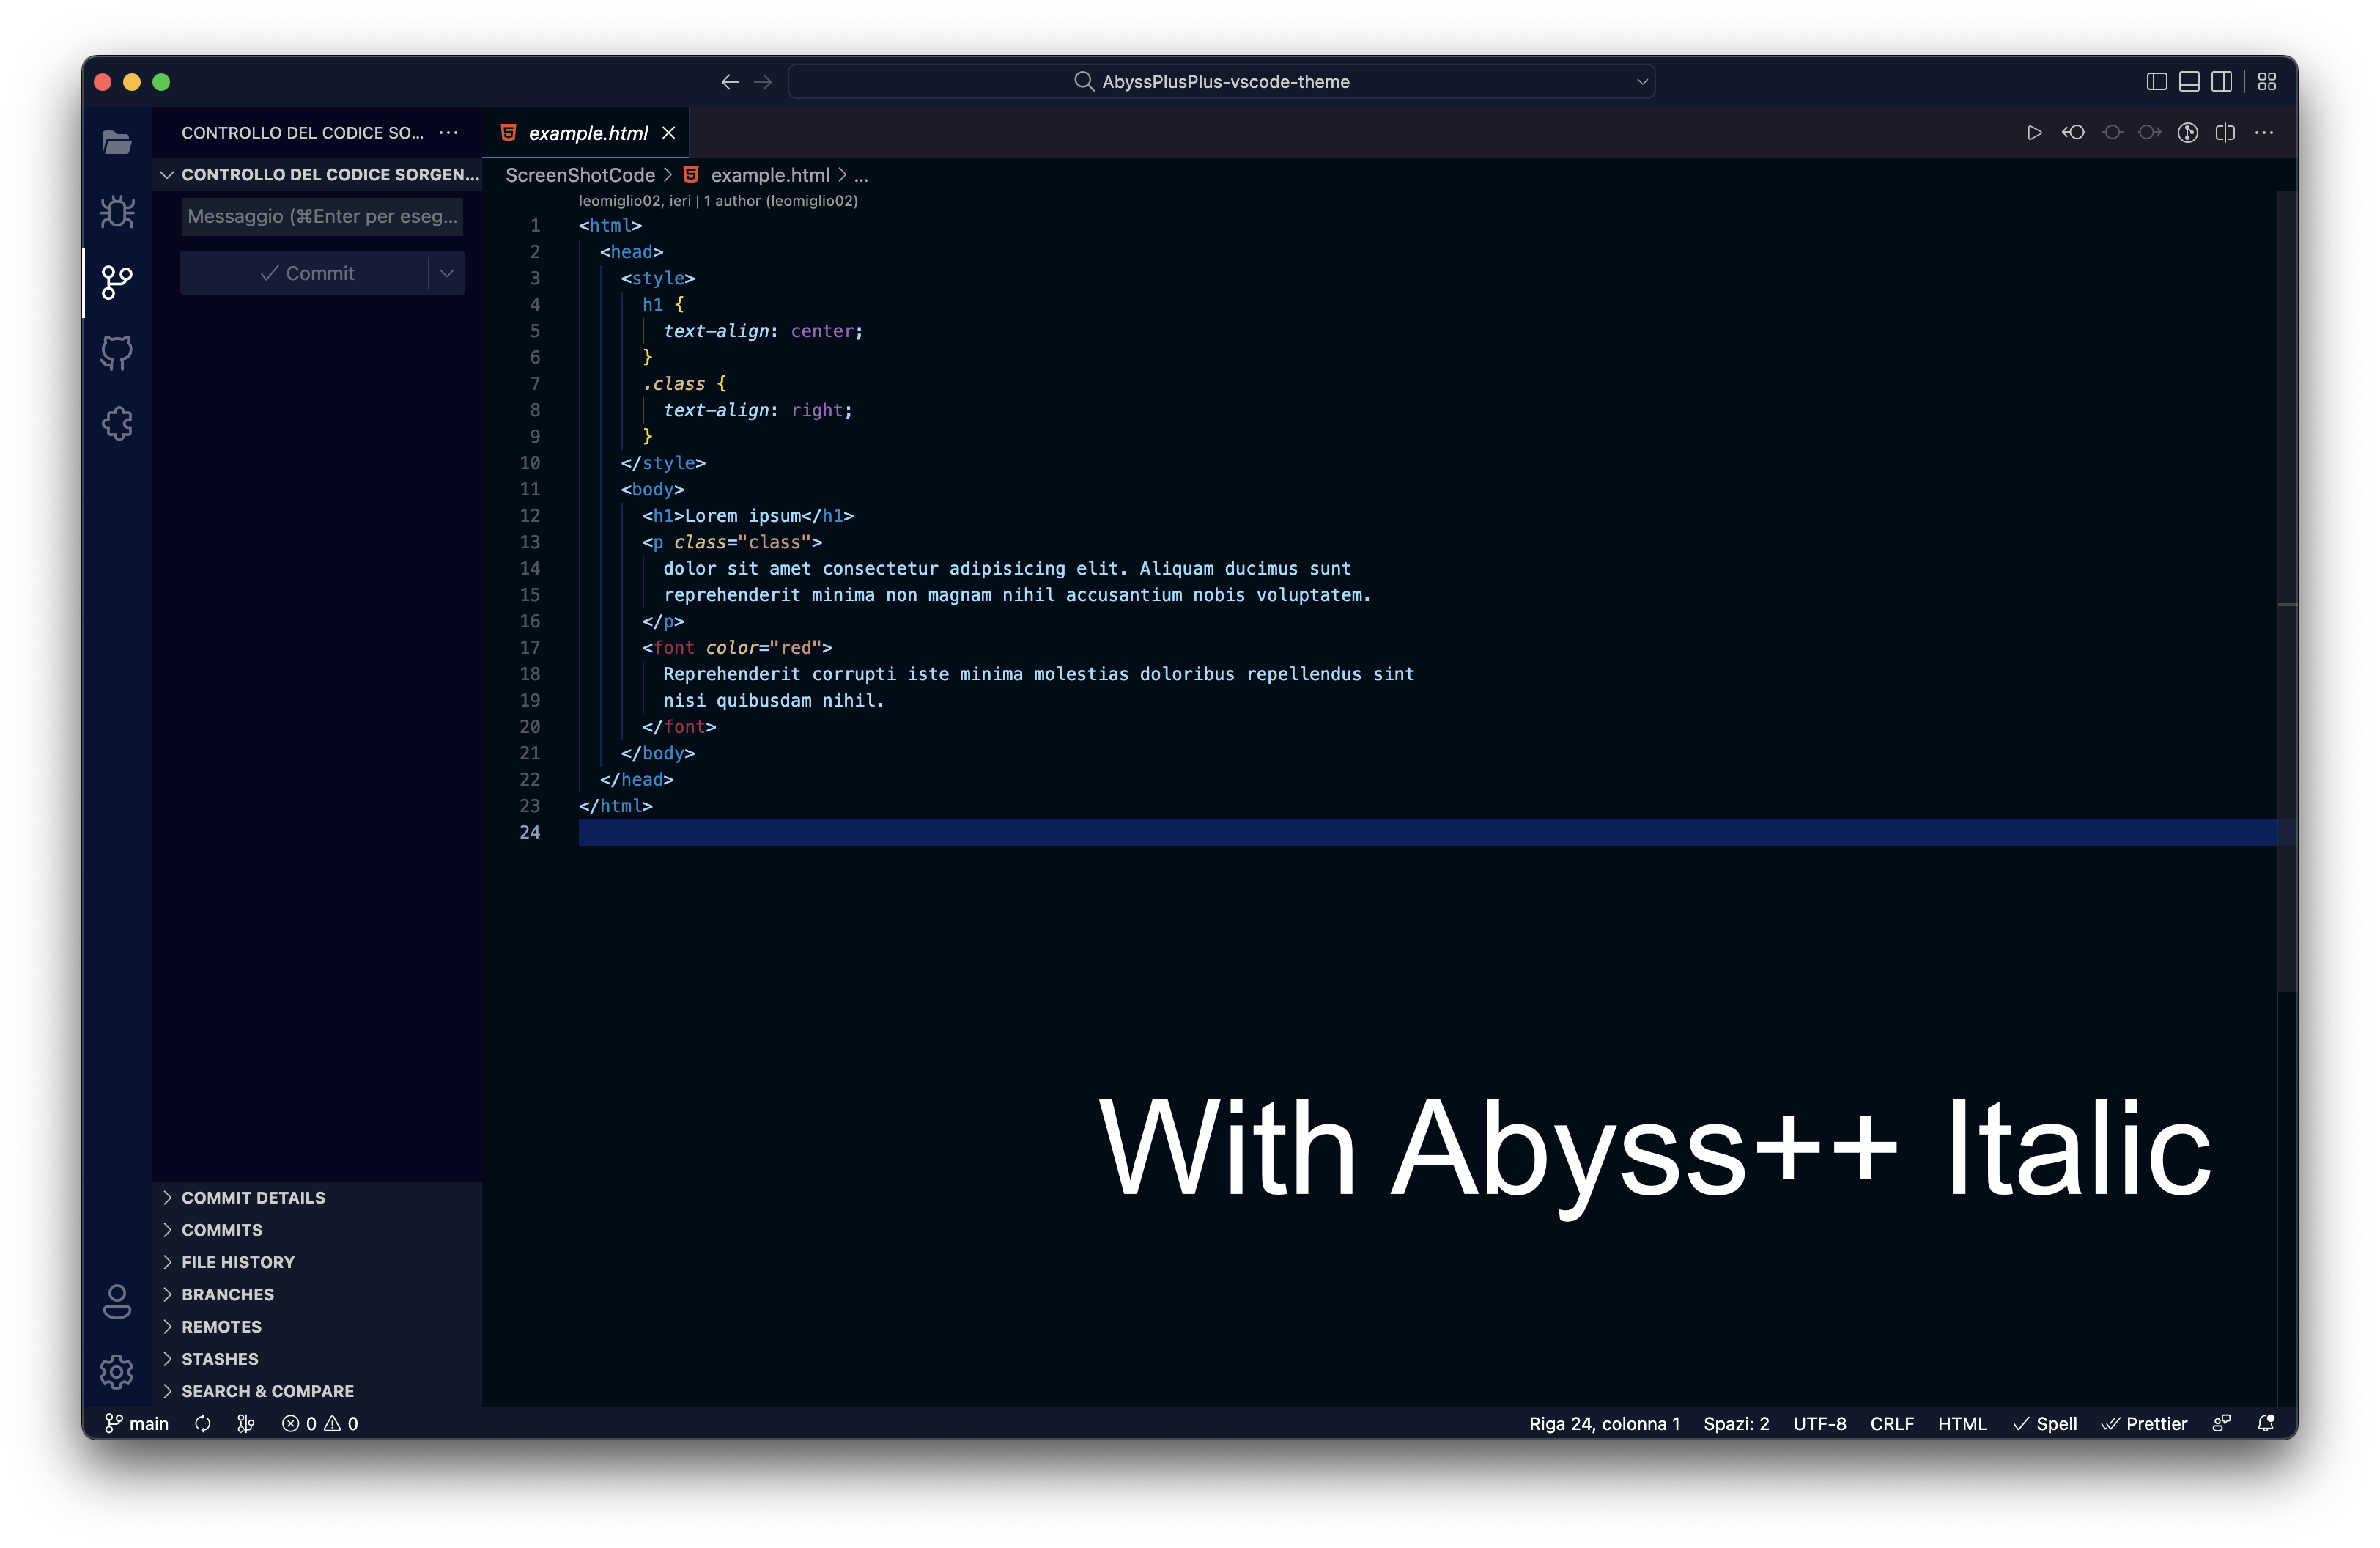 AbyssPlusPlus-vscode-theme
CONTROLLO DEL CODICE SO...
example.html
CONTROLLO DEL CODICE SORGEN...
Messaggio (⌘Enter per eseg...
Commit
ScreenShotCode > example.html > ...
leomiglio02, ieri | 1 author (leomiglio02)
1 <html>
2 <head>
3 <style>
4 h1 {
5 text-align: center;
6 }
7 .class {
8 text-align: right;
9 }
10 </style>
11 <body>
12 <h1>Lorem ipsum</h1>
13 <p class="class">
14 dolor sit amet consectetur adipisicing elit. Aliquam ducimus sunt
15 reprehenderit minima non magnam nihil accusantium nobis voluptatem.
16 </p>
17 <font color="red">
18 Reprehenderit corrupti iste minima molestias doloribus repellendus sint
19 nisi quibusdam nihil.
20 </font>
21 </body>
22 </head>
23 </html>
24
With Abyss++ Italic
COMMIT DETAILS
COMMITS
FILE HISTORY
BRANCHES
REMOTES
STASHES
SEARCH & COMPARE
main 0 0 Riga 24, colonna 1 Spazi: 2 UTF-8 CRLF HTML Spell Prettier